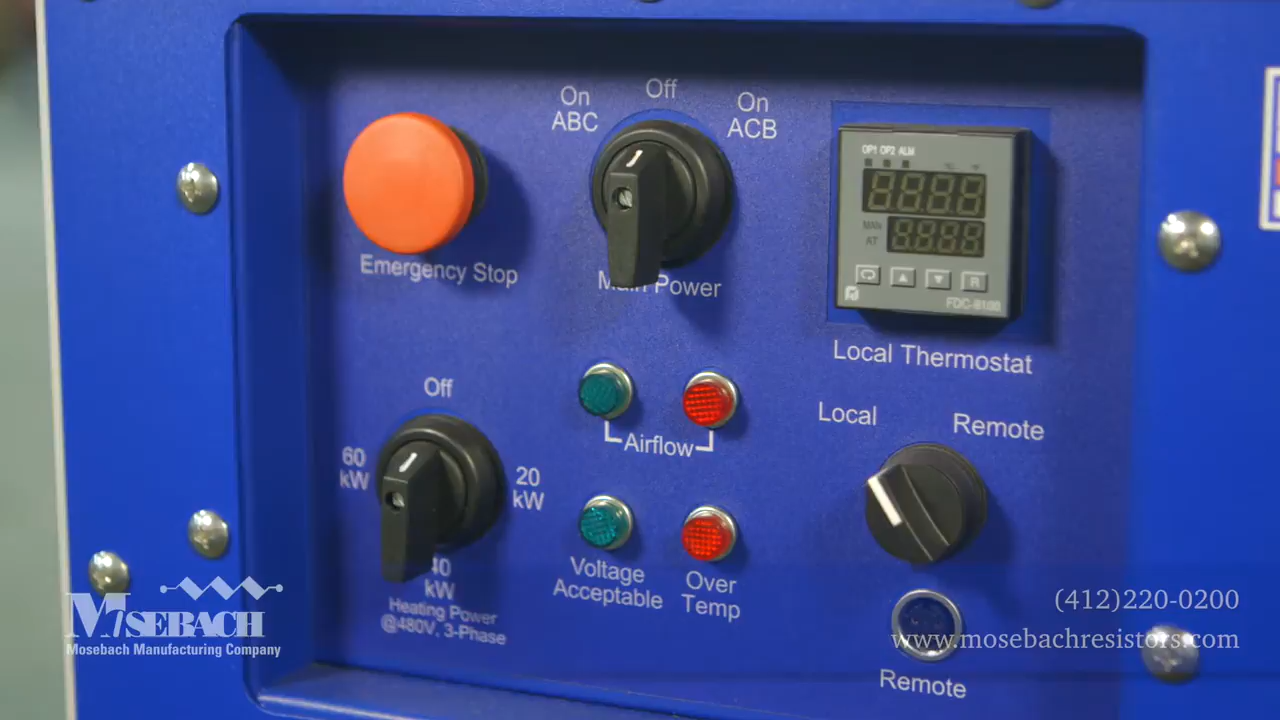 On
ABC
Off
On
ACB
Emergency Stop
Main Power
OP1 OP2 ALM
MAN
AT
R
FDC-9100
Local Thermostat
Off
60
kW
20
kW
40
kW
Heating Power
@480V, 3-Phase
Airflow
Voltage
Acceptable
Over
Temp
Local
Remote
Remote
MOSEBACH
Mosebach Manufacturing Company
(412)220-0200
www.mosebachresistors.com